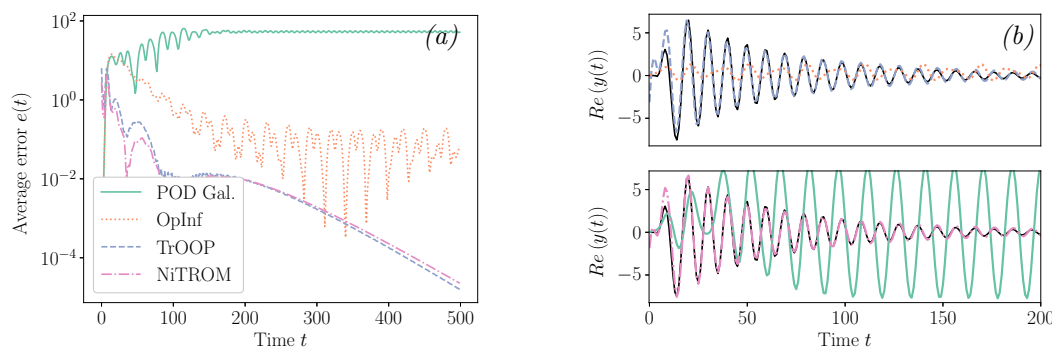 (a)
Average error e(t)
10^2
10^0
10^−2
10^−4
POD Gal.
OpInf
TrOOP
NiTROM
0
100
200
300
400
500
Time t
(b)
Re (y(t))
5
0
−5
Re (y(t))
5
0
−5
0
50
100
150
200
Time t